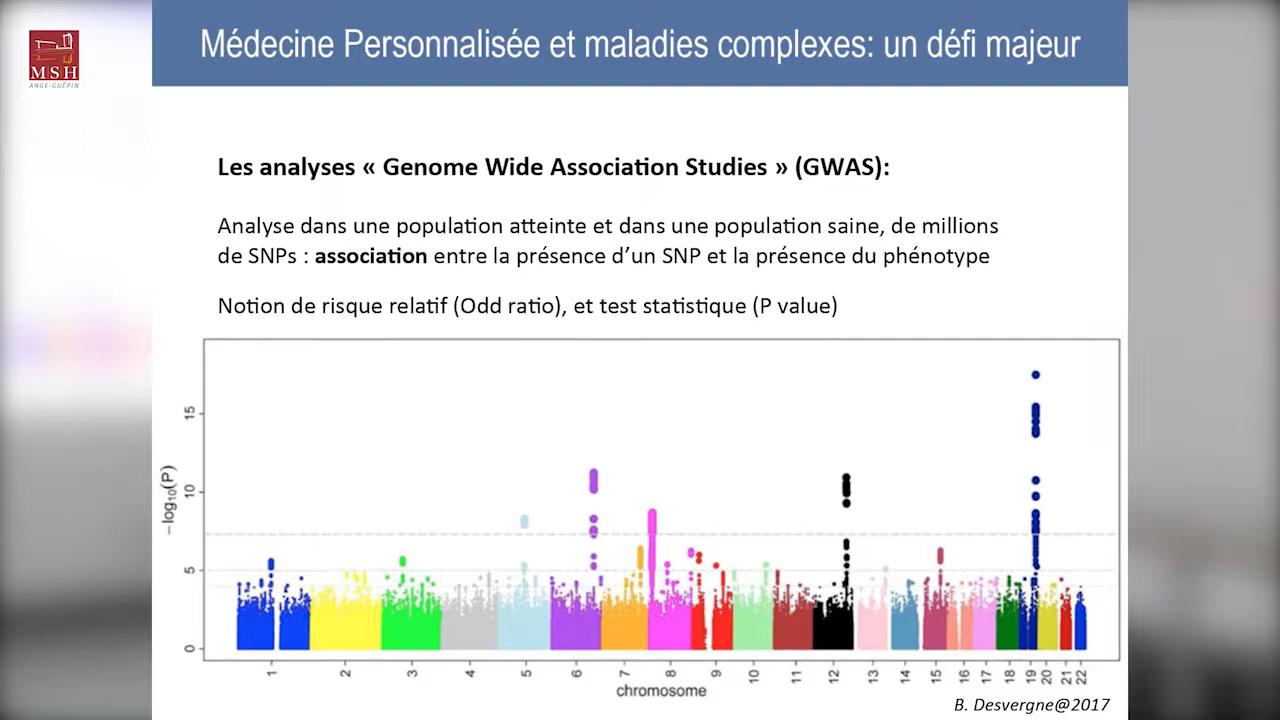 MSH
ANGE-GUÉPIN
Médecine Personnalisée et maladies complexes: un défi majeur
Les analyses « Genome Wide Association Studies » (GWAS):
Analyse dans une population atteinte et dans une population saine, de millions
de SNPs : association entre la présence d’un SNP et la présence du phénotype
Notion de risque relatif (Odd ratio), et test statistique (P value)
−log10(P)
15
10
5
0
1 2 3 4 5 6 7 8 9 10 11 12 13 14 15 16 17 18 19 20 21 22
chromosome
B. Desvergne@2017